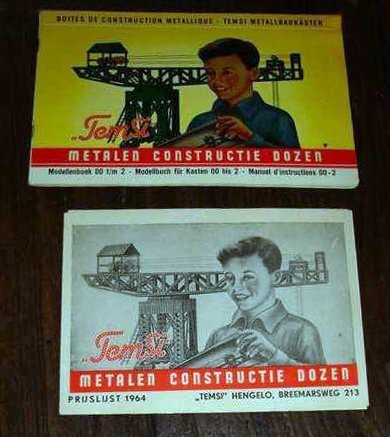 BOITES DE CONSTRUCTION METALLIQUE - TEMSI METALLBAUKÄSTEN
„Temsi"
METALEN CONSTRUCTIE DOZEN
Modellenboek 00 t/m 2 - Modellbuch für Kasten 00 bis 2 - Manuel d'instructions 00-2
„Temsi"
METALEN CONSTRUCTIE DOZEN
PRIJSLIJST 1964 „TEMSI" HENGELO, BREEMARSWEG 213